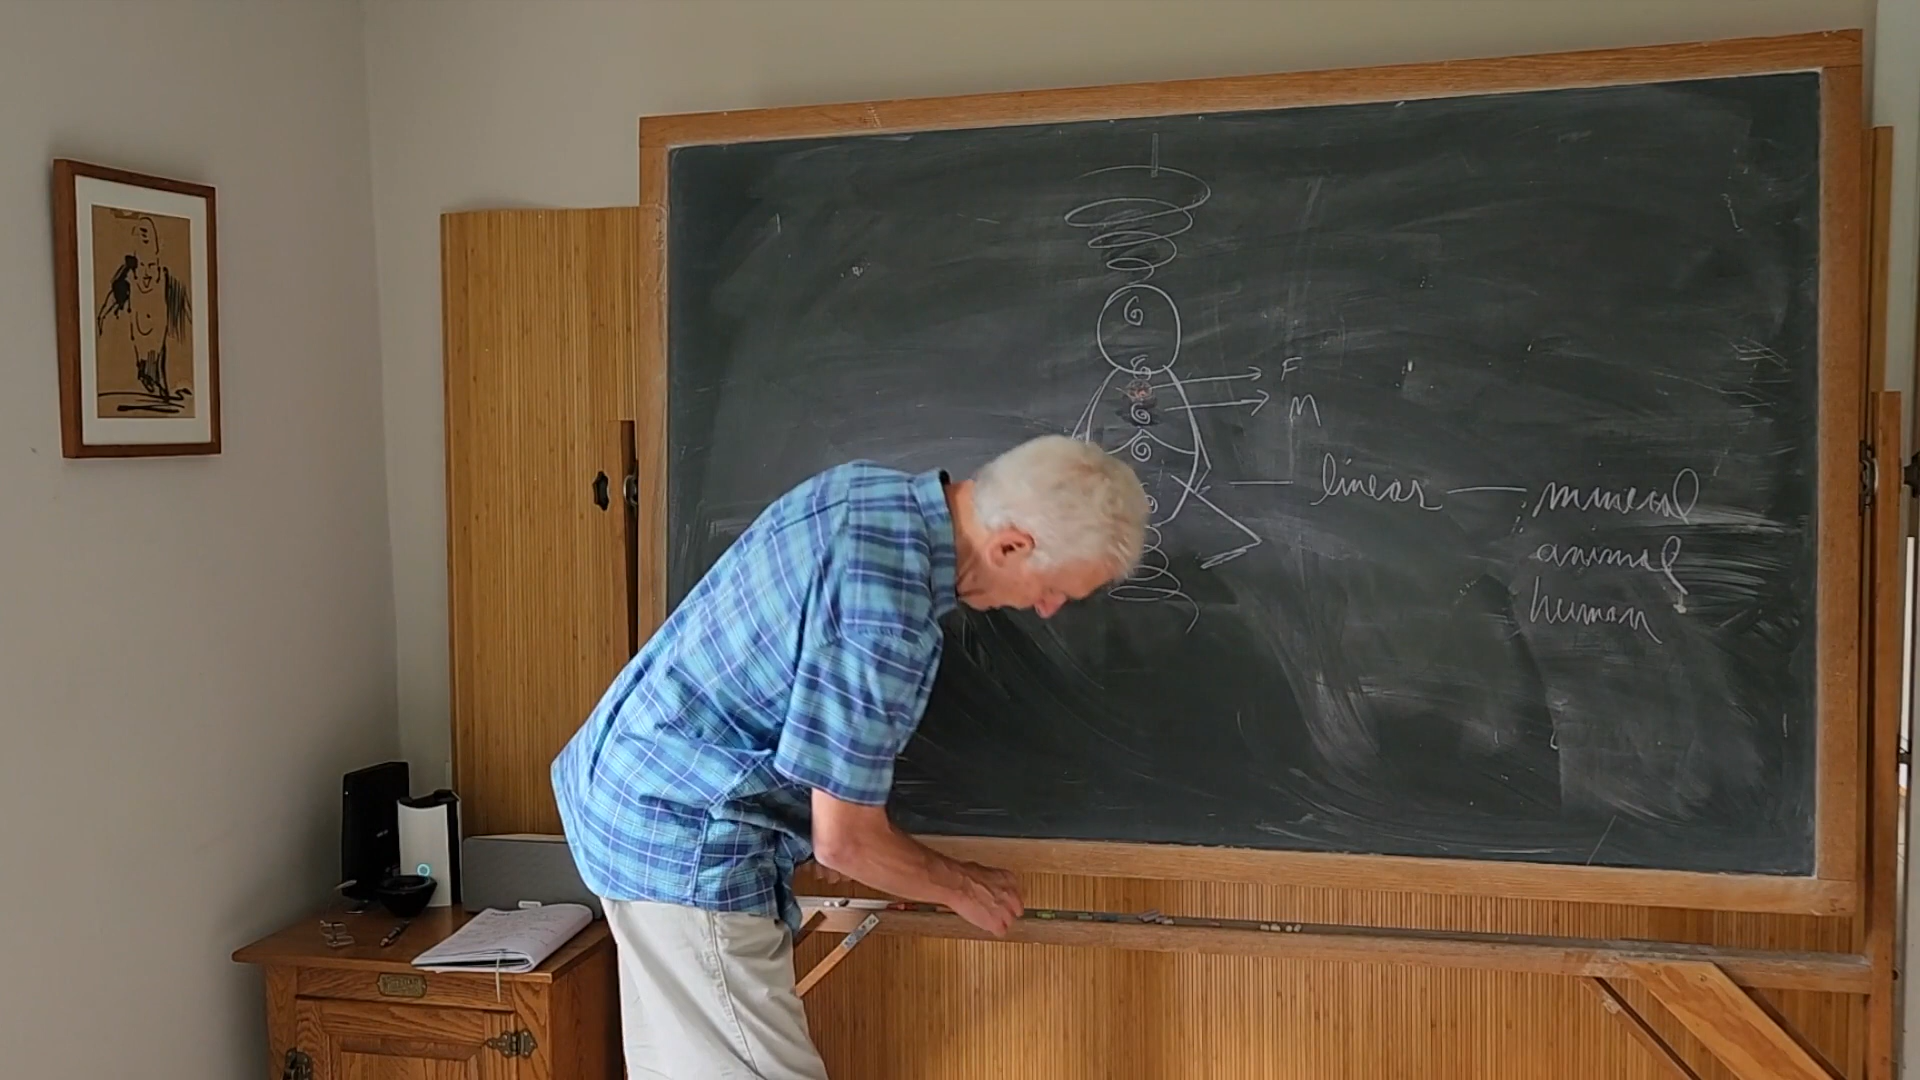 F
M
linear — mineral
animal
human